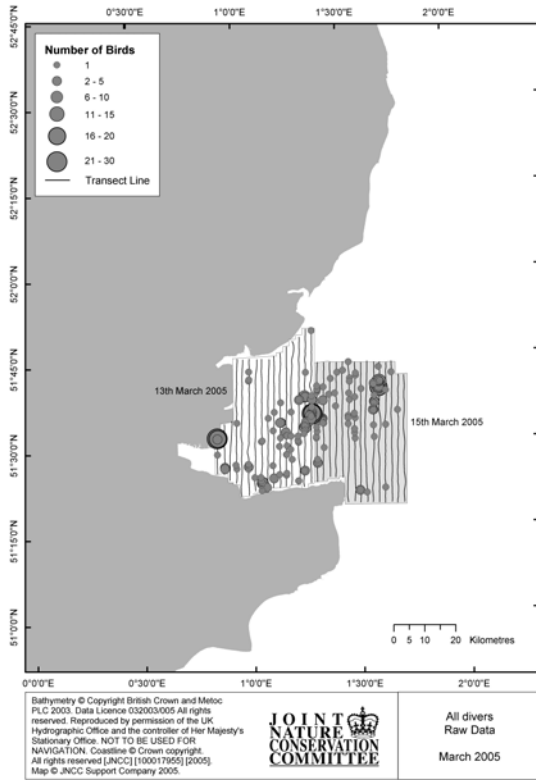 0°30'0"E 1°0'0"E 1°30'0"E 2°0'0"E
52°45'0"N
52°30'0"N
52°15'0"N
52°0'0"N
51°45'0"N
51°30'0"N
51°15'0"N
51°0'0"N
Number of Birds
1
2 - 5
6 - 10
11 - 15
16 - 20
21 - 30
Transect Line
13th March 2005
15th March 2005
0 5 10 20 Kilometres
0°0'0"E 0°30'0"E 1°0'0"E 1°30'0"E 2°0'0"E
Bathymetry © Copyright British Crown and Metoc
PLC 2003. Data Licence 032003/005 All rights
reserved. Reproduced by permission of the UK
Hydrographic Office and the controller of Her Majesty's
Stationary Office. NOT TO BE USED FOR
NAVIGATION. Coastline © Crown copyright.
All rights reserved [JNCC] [100017955] [2005].
Map © JNCC Support Company 2005.
JOINT
NATURE
CONSERVATION
COMMITTEE
All divers
Raw Data
March 2005